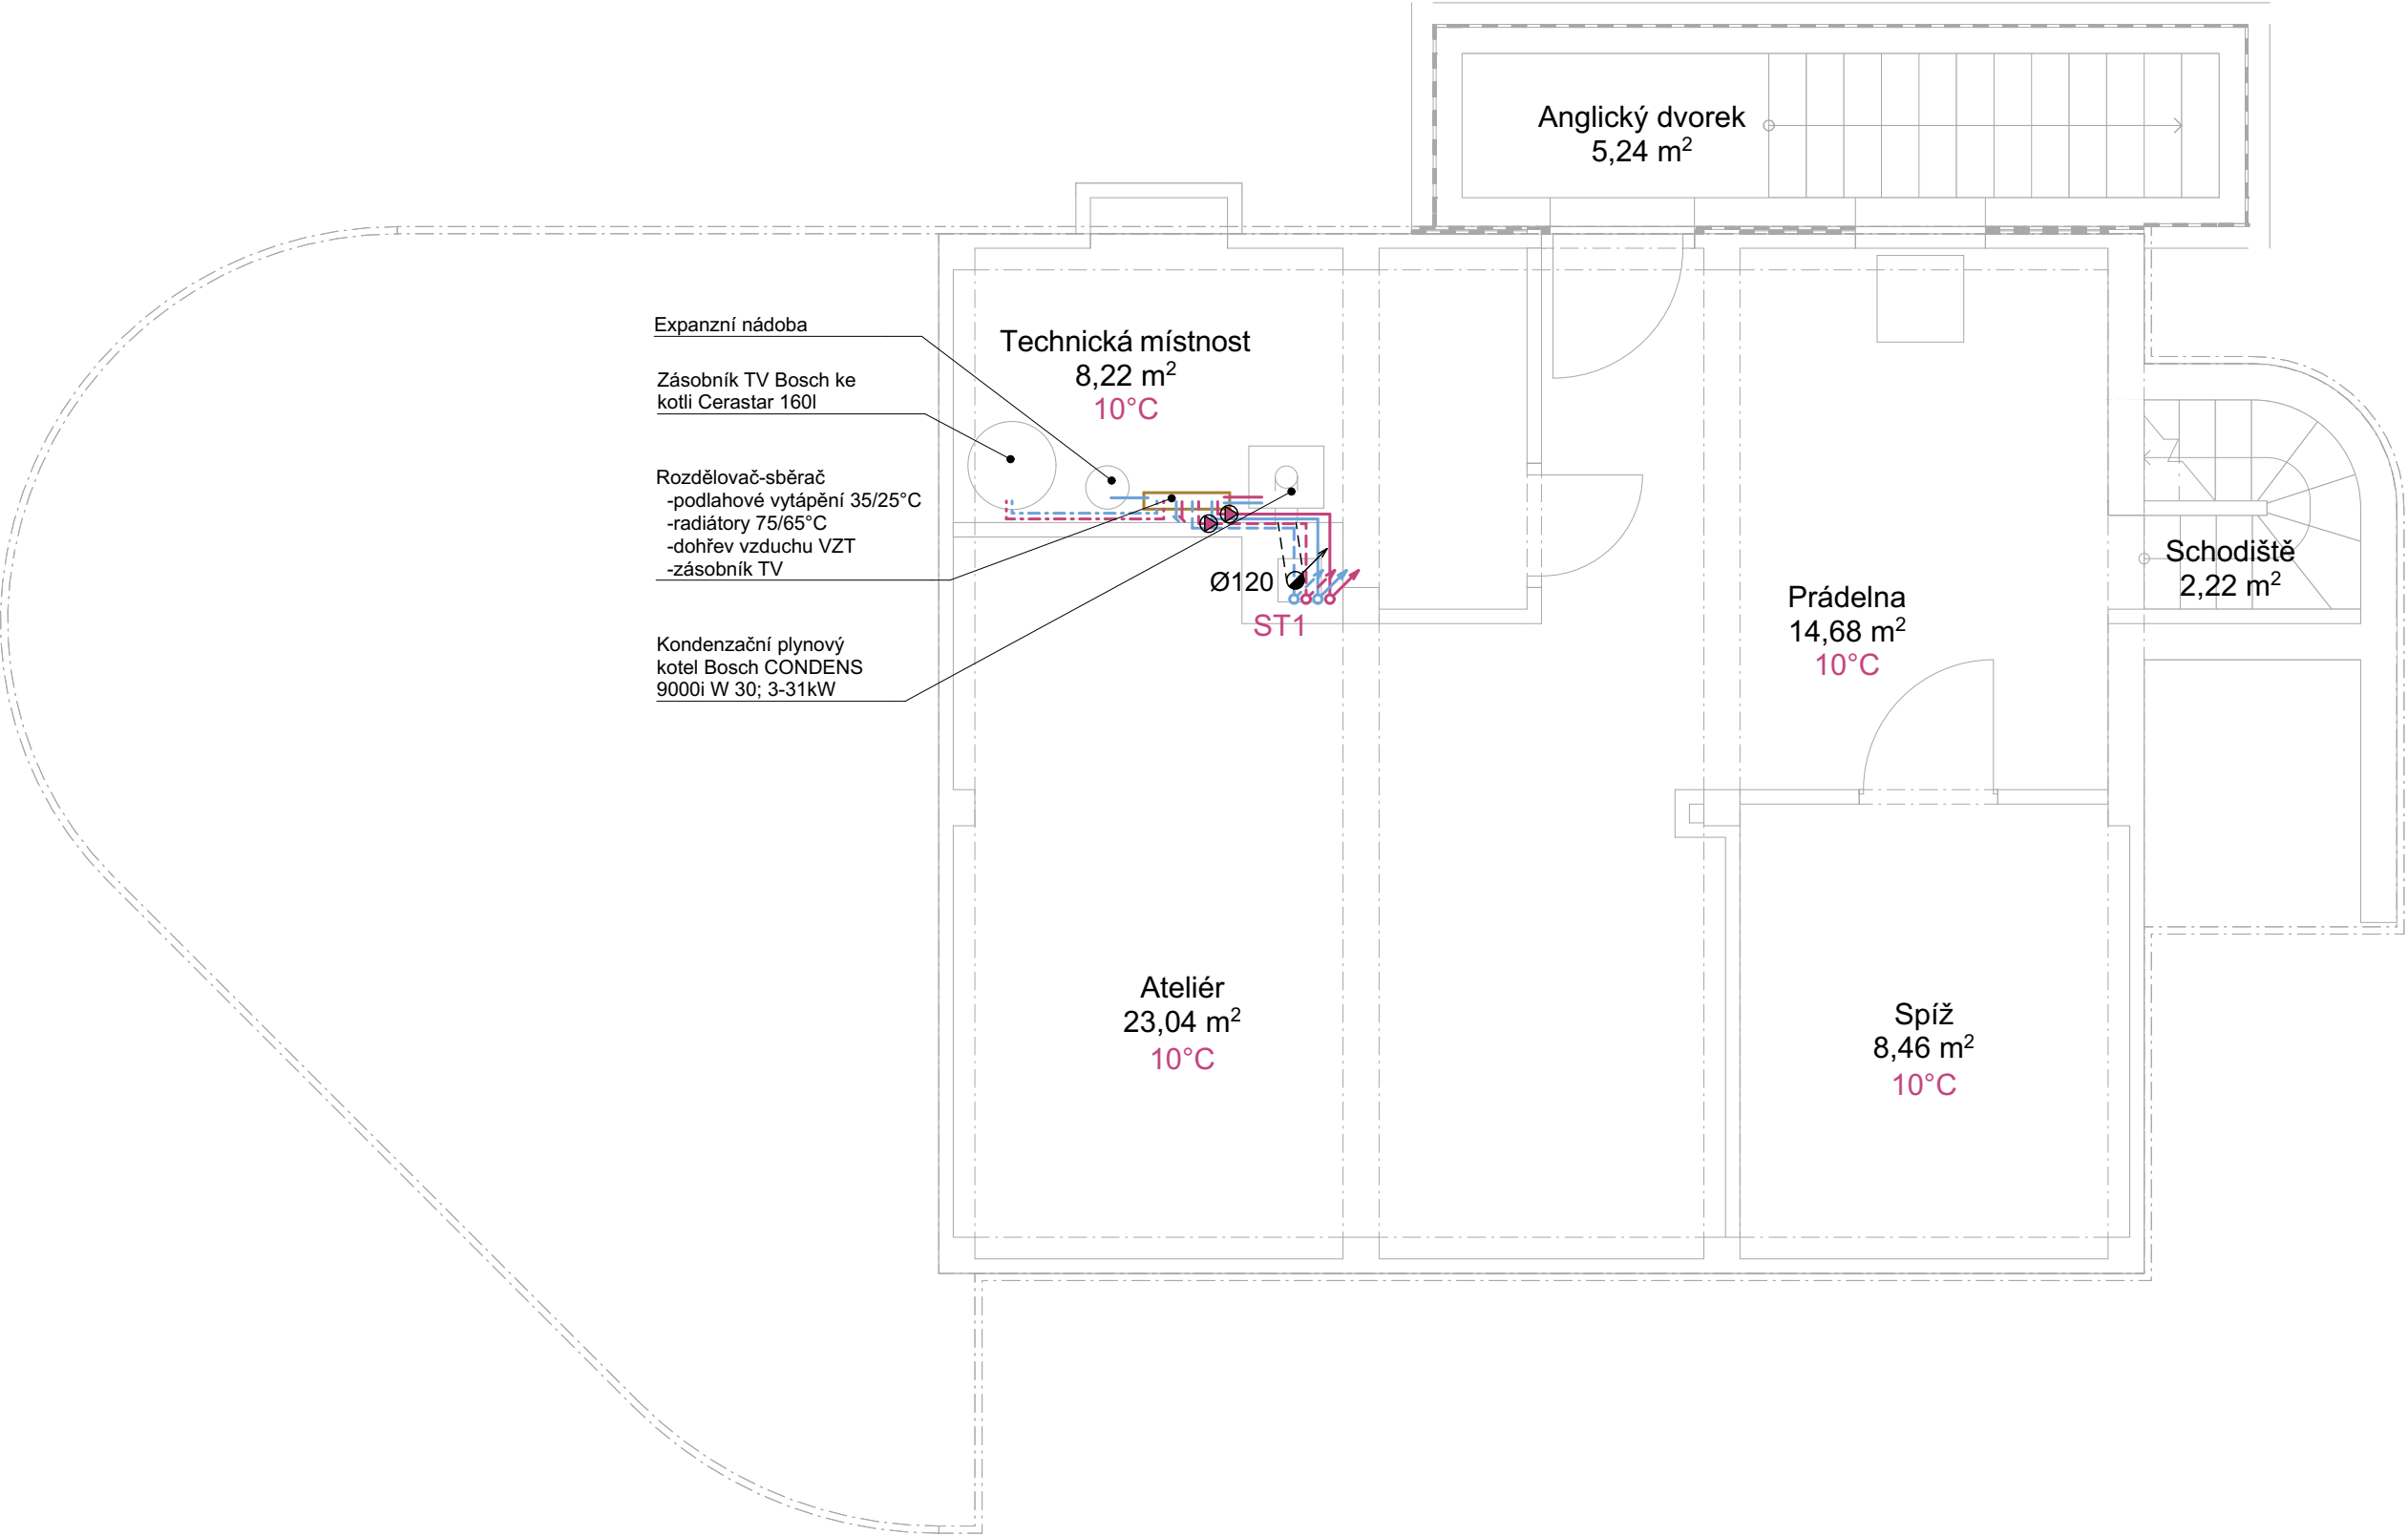 Anglický dvorek
5,24 m²
Expanzní nádoba
Zásobník TV Bosch ke
kotli Cerastar 160l
Rozdělovač-sběrač
-podlahové vytápění 35/25°C
-radiátory 75/65°C
-dohřev vzduchu VZT
-zásobník TV
Kondenzační plynový
kotel Bosch CONDENS
9000i W 30; 3-31kW
Technická místnost
8,22 m²
10°C
Ø120
ST1
Prádelna
14,68 m²
10°C
Schodiště
2,22 m²
Ateliér
23,04 m²
10°C
Spíž
8,46 m²
10°C